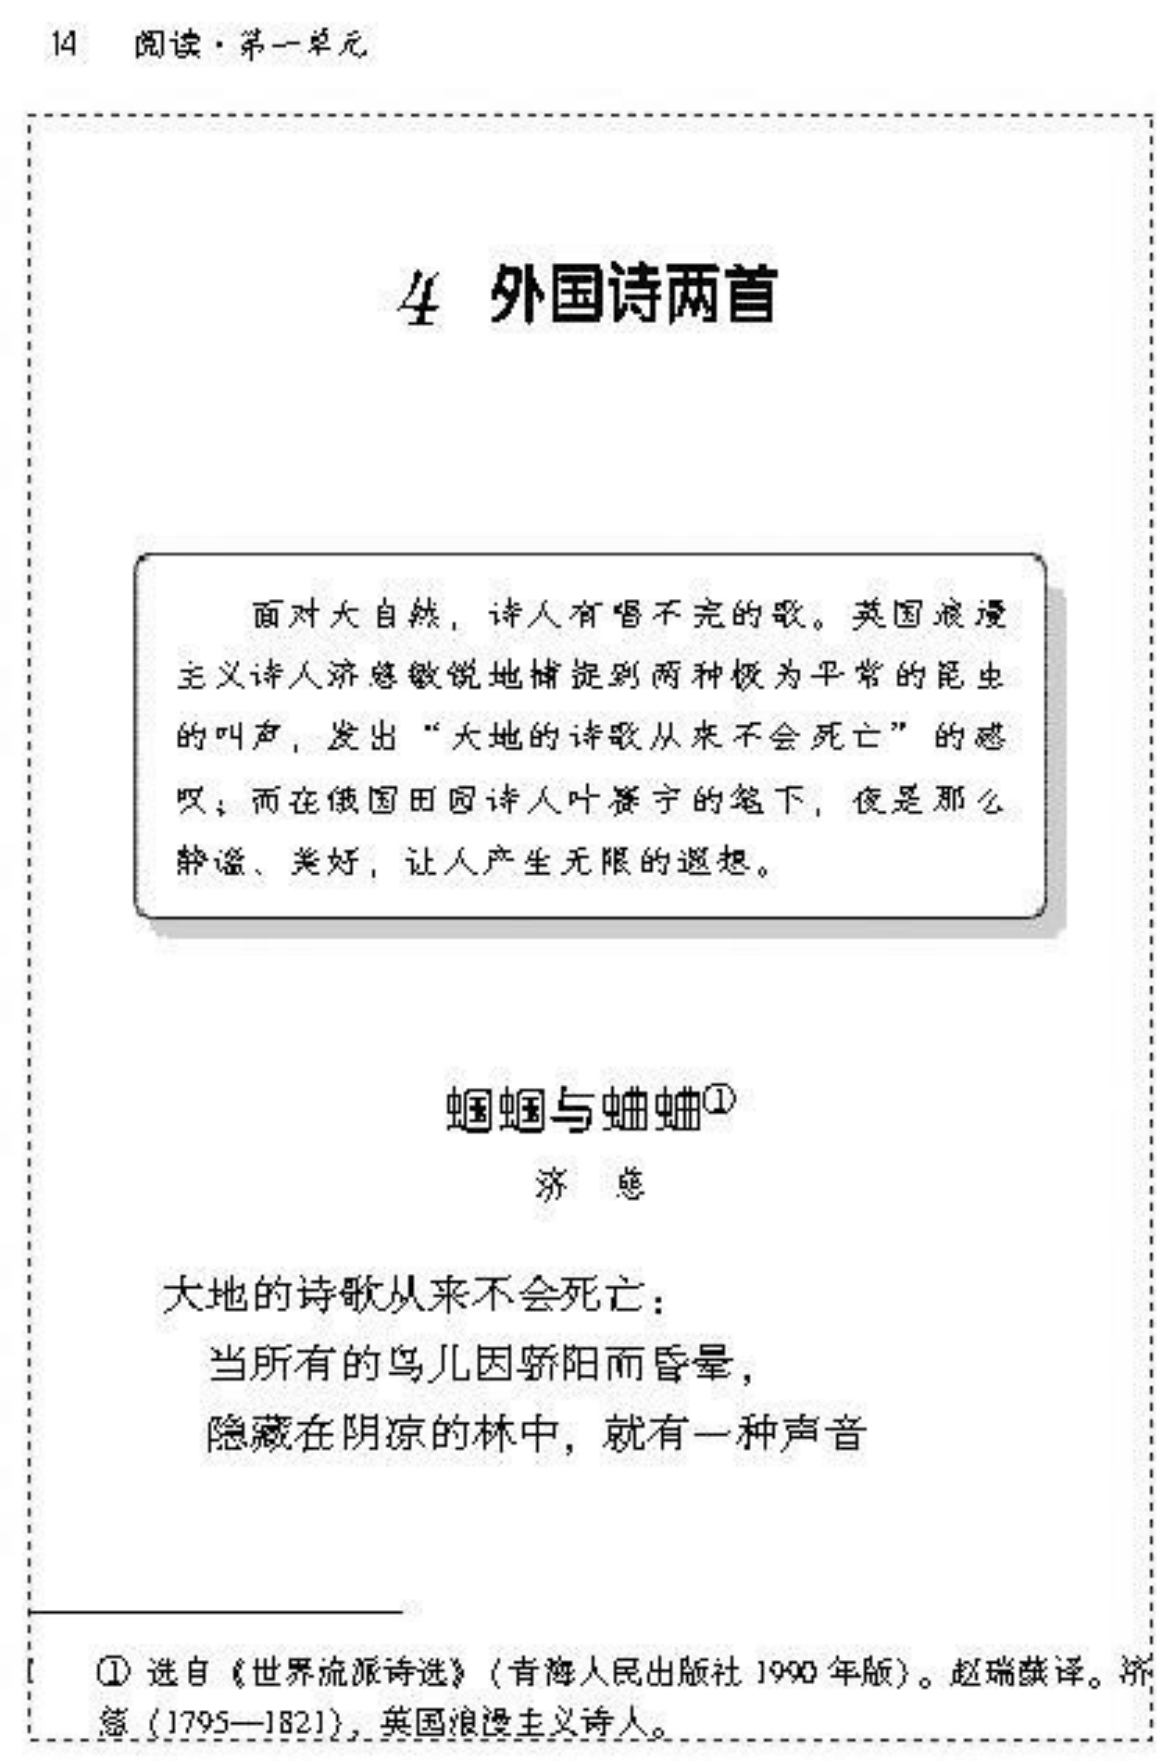 14 阅读·第一单元
4 外国诗两首
面对大自然，诗人有唱不完的歌。英国浪漫
主义诗人济慈敏锐地捕捉到两种极为平常的昆虫
的叫声，发出“大地的诗歌从来不会死亡”的感
叹；而在俄国田园诗人叶赛宁的笔下，夜是那么
静谧、美好，让人产生无限的遐想。
蝈蝈与蛐蛐①
济 慈
大地的诗歌从来不会死亡：
当所有的鸟儿因骄阳而昏晕，
隐藏在阴凉的林中，就有一种声音
① 选自《世界流派诗选》（青海人民出版社 1990 年版）。赵瑞蕻译。济
慈（1795—1821），英国浪漫主义诗人。